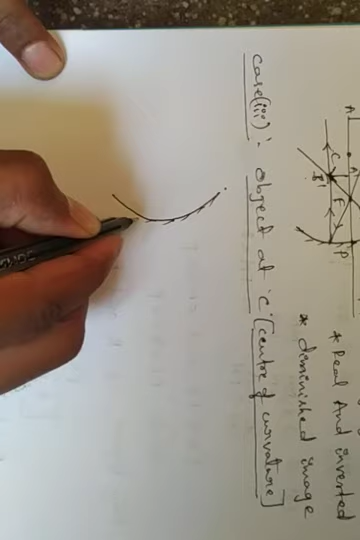 A
A'
C
B'
F
P
* Real And inverted
* diminished image
case(iii): object at 'c' [centre of curvature]